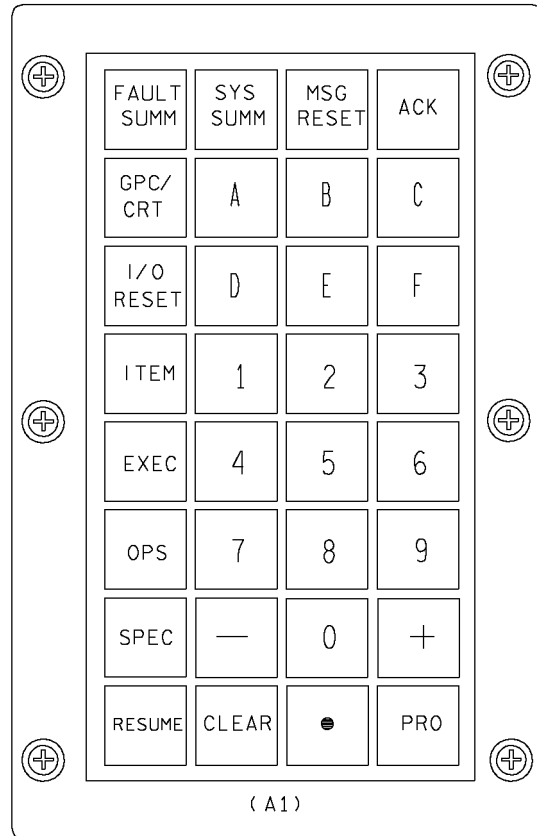 FAULT SUMM SYS SUMM MSG RESET ACK
GPC/ CRT A B C
I/O RESET D E F
ITEM 1 2 3
EXEC 4 5 6
OPS 7 8 9
SPEC — 0 +
RESUME CLEAR • PRO
(A1)